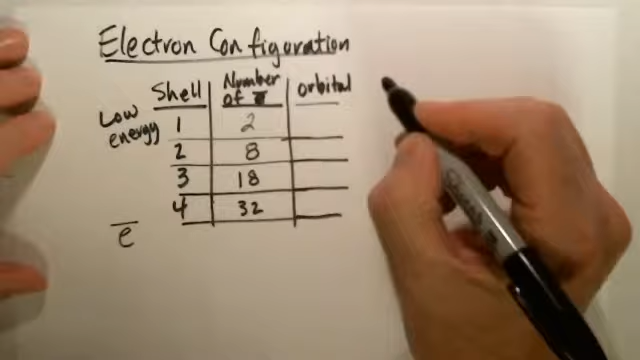 Electron Configuration
Shell Number of orbital
Low energy
1 2
2 8
3 18
4 32
e